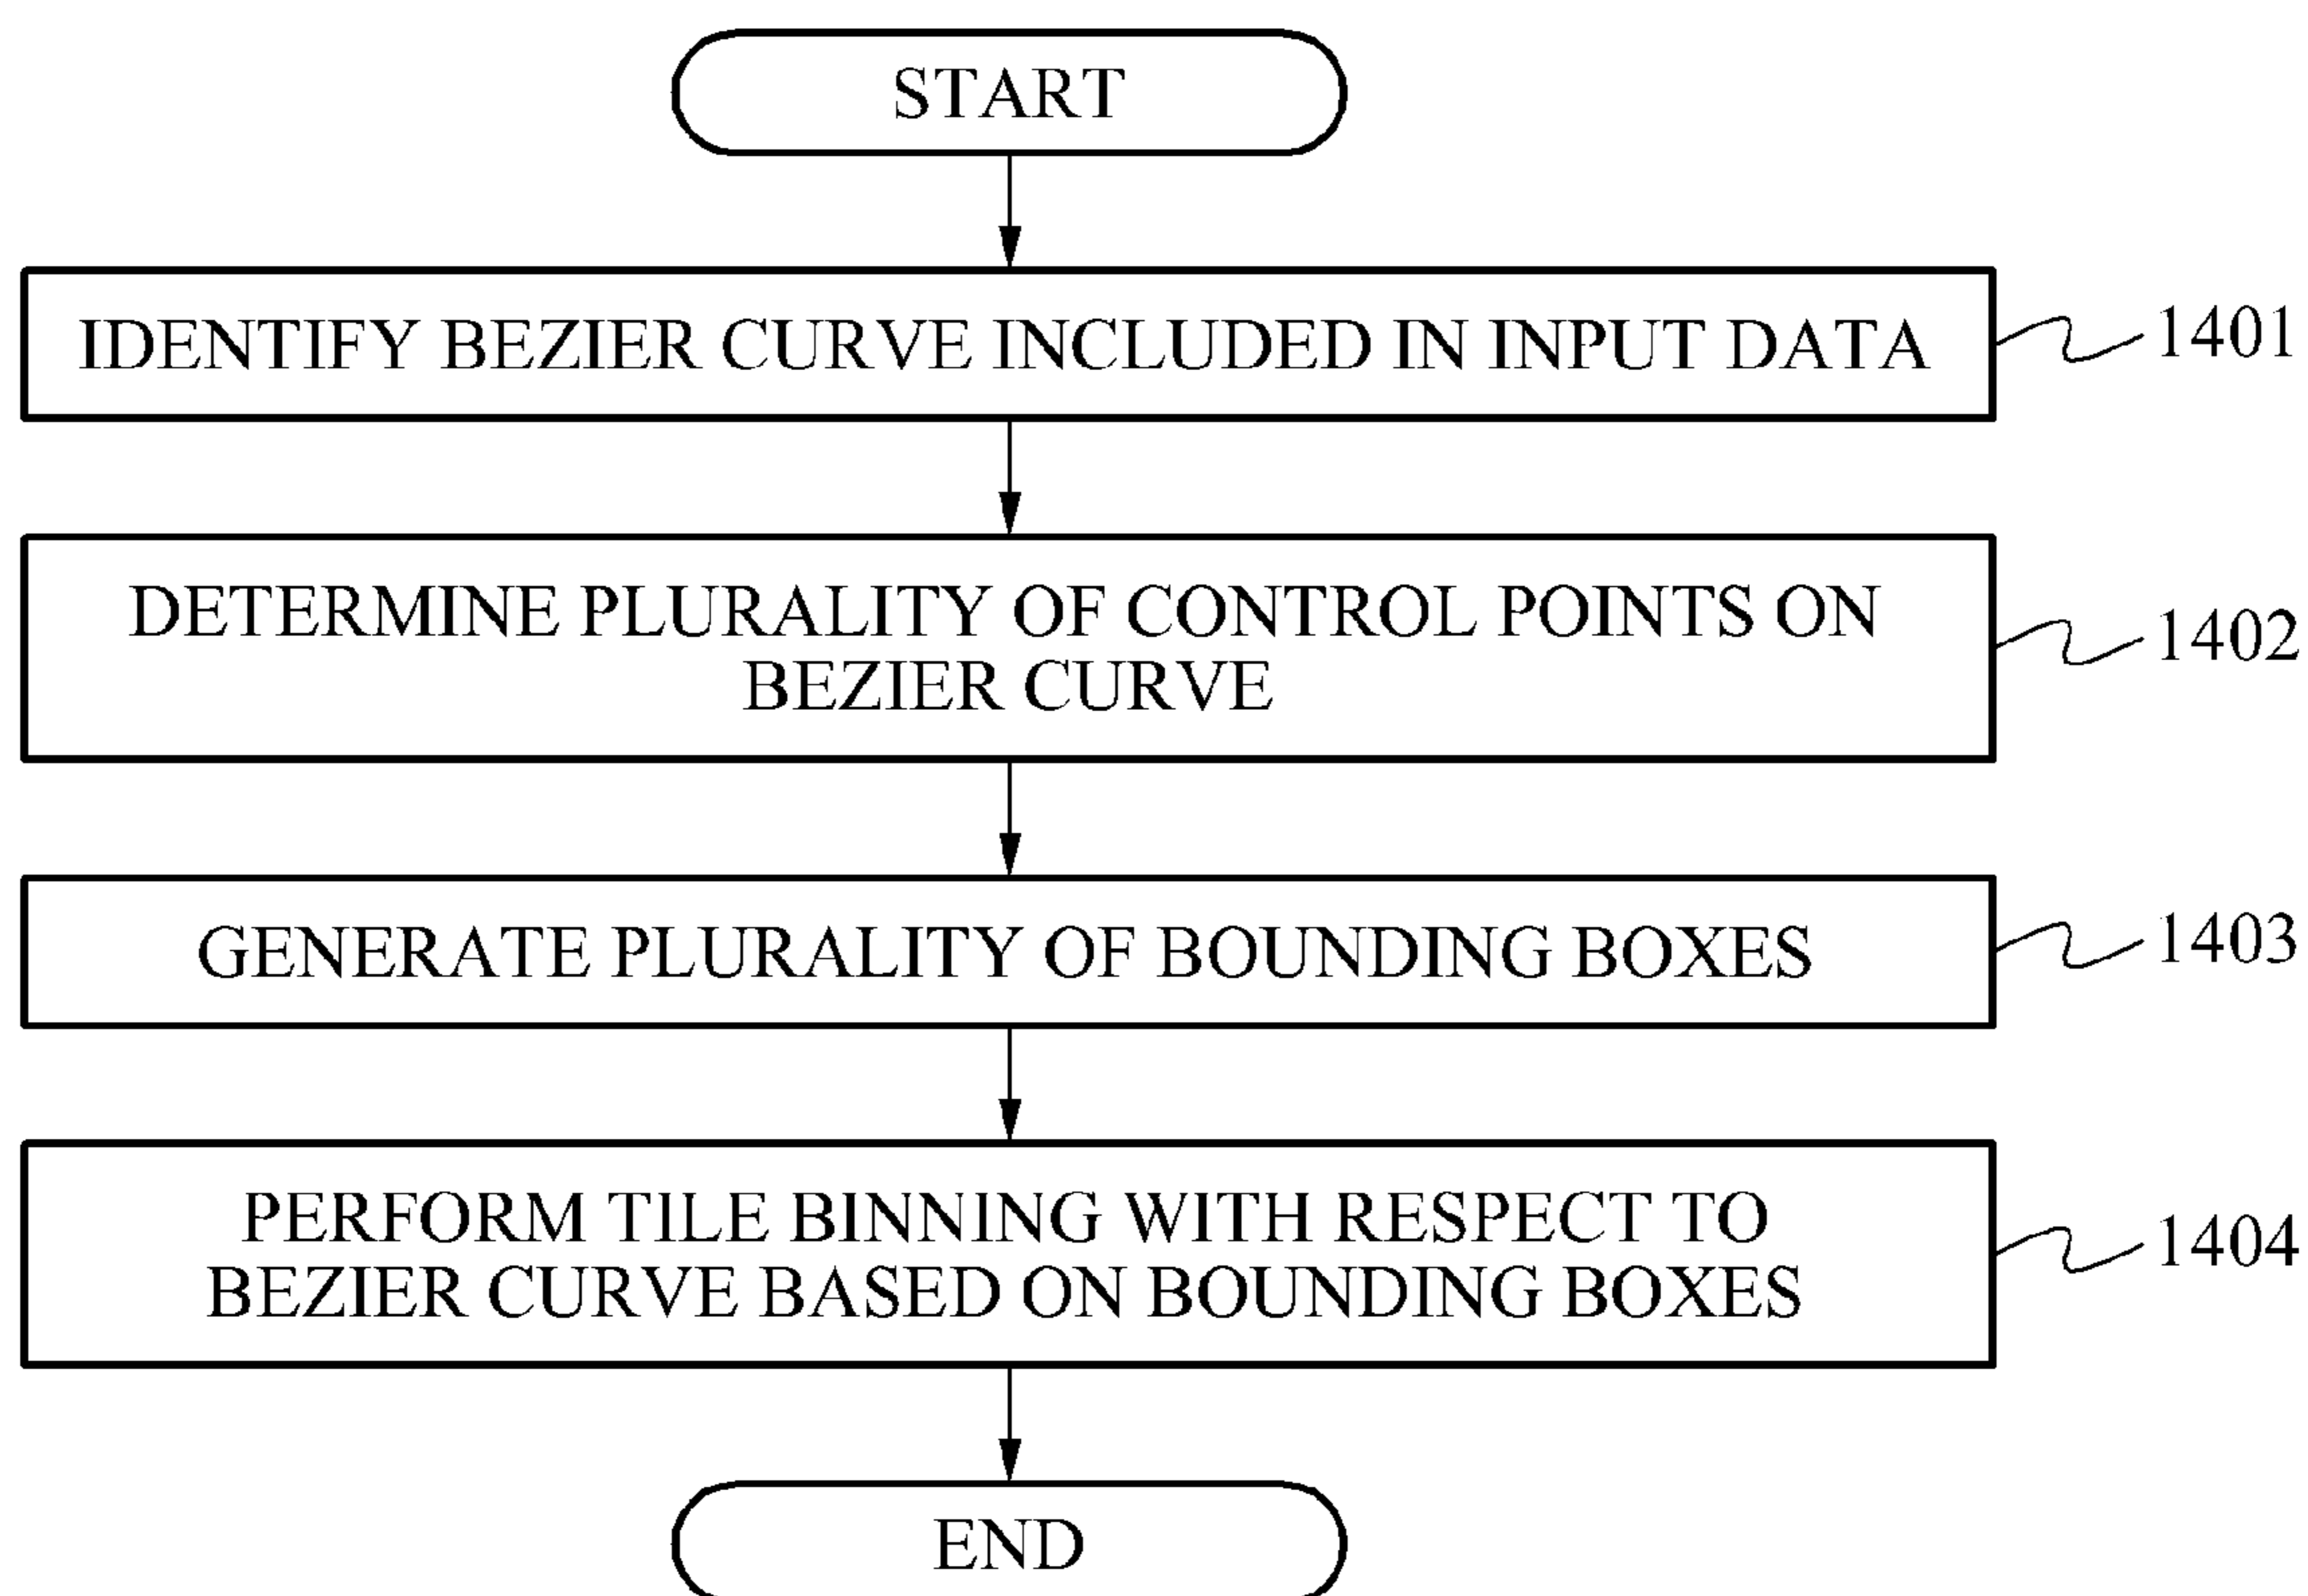 START
IDENTIFY BEZIER CURVE INCLUDED IN INPUT DATA
1401
DETERMINE PLURALITY OF CONTROL POINTS ON
BEZIER CURVE
1402
GENERATE PLURALITY OF BOUNDING BOXES
1403
PERFORM TILE BINNING WITH RESPECT TO
BEZIER CURVE BASED ON BOUNDING BOXES
1404
END